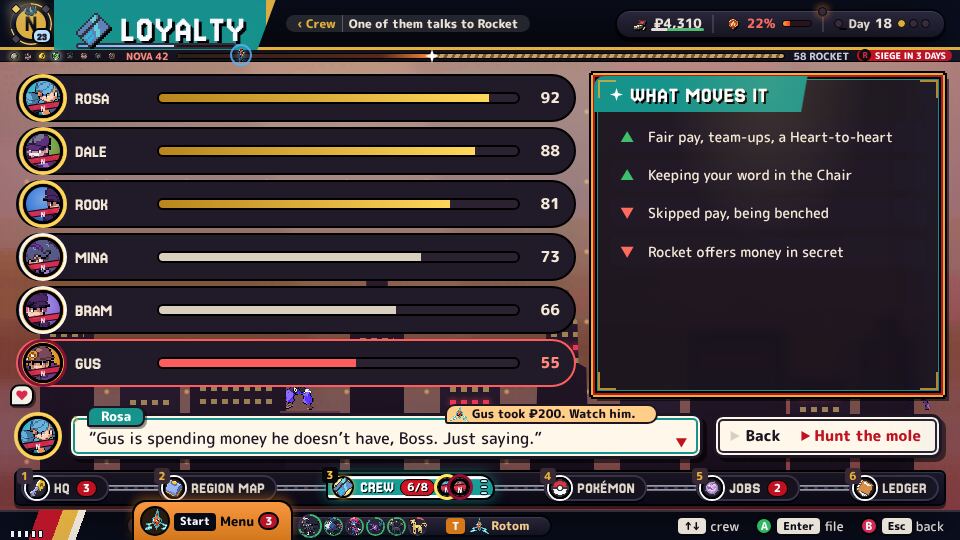 N
23
LOYALTY
‹ Crew One of them talks to Rocket
₽4,310
22%
Day 18
NOVA 42
58 ROCKET
R SIEGE IN 3 DAYS
ROSA 92
DALE 88
ROOK 81
MINA 73
BRAM 66
GUS 55
WHAT MOVES IT
Fair pay, team-ups, a Heart-to-heart
Keeping your word in the Chair
Skipped pay, being benched
Rocket offers money in secret
Rosa
Gus took ₽200. Watch him.
“Gus is spending money he doesn’t have, Boss. Just saying.”
Back Hunt the mole
1 HQ 3
2 REGION MAP
3 CREW 6/8
4 POKÉMON
5 JOBS 2
6 LEDGER
Start Menu 3
T Rotom
↑↓ crew A Enter file B Esc back